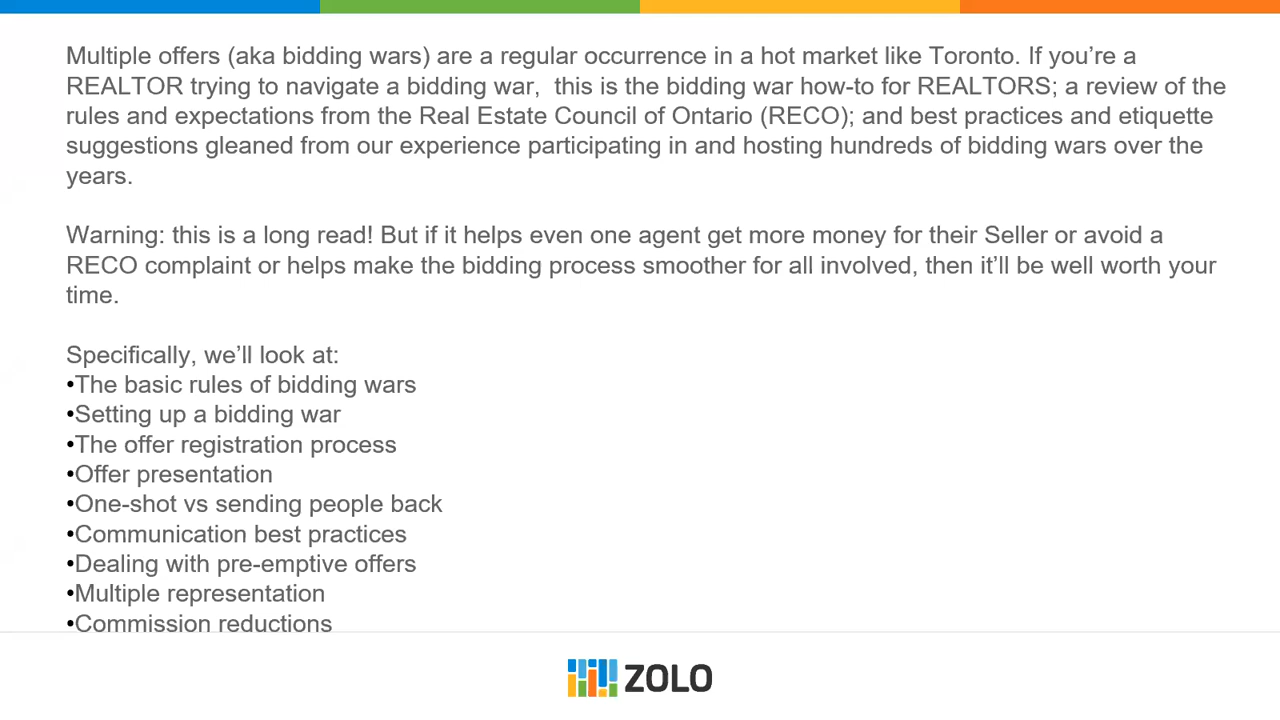 Multiple offers (aka bidding wars) are a regular occurrence in a hot market like Toronto. If you’re a
REALTOR trying to navigate a bidding war,  this is the bidding war how-to for REALTORS; a review of the
rules and expectations from the Real Estate Council of Ontario (RECO); and best practices and etiquette
suggestions gleaned from our experience participating in and hosting hundreds of bidding wars over the
years.
Warning: this is a long read! But if it helps even one agent get more money for their Seller or avoid a
RECO complaint or helps make the bidding process smoother for all involved, then it’ll be well worth your
time.
Specifically, we’ll look at:
•The basic rules of bidding wars
•Setting up a bidding war
•The offer registration process
•Offer presentation
•One-shot vs sending people back
•Communication best practices
•Dealing with pre-emptive offers
•Multiple representation
•Commission reductions
ZOLO